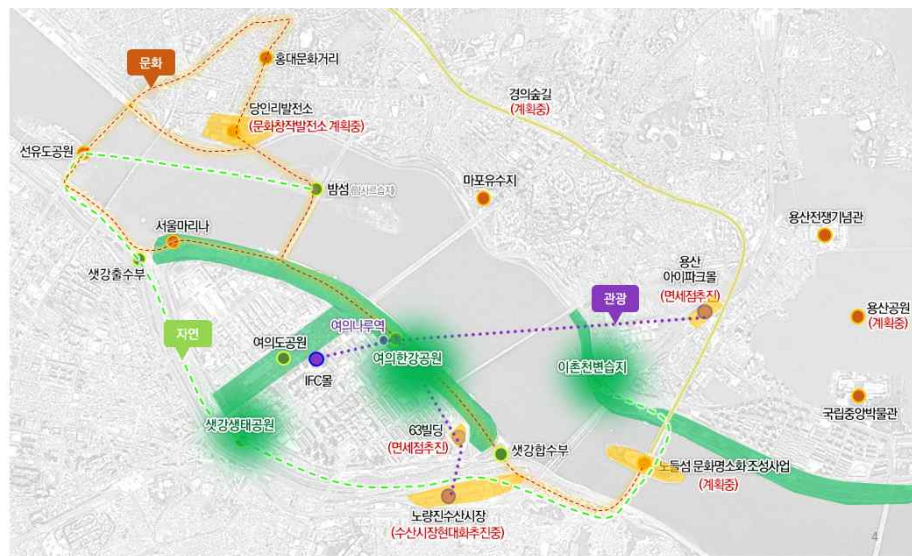 문화
홍대문화거리
경의숲길
(계획중)
당인리발전소
(문화창작발전소 계획중)
선유도공원
밤섬(람사르습지)
마포유수지
용산전쟁기념관
서울마리나
샛강출수부
용산
아이파크몰
(면세점추진)
관광
용산공원
(계획중)
자연
여의나루역
여의도공원
IFC몰
여의한강공원
이촌천변습지
국립중앙박물관
샛강생태공원
63빌딩
(면세점추진)
샛강합수부
노들섬 문화명소화 조성사업
(계획중)
노량진수산시장
(수산시장현대화추진중)
4